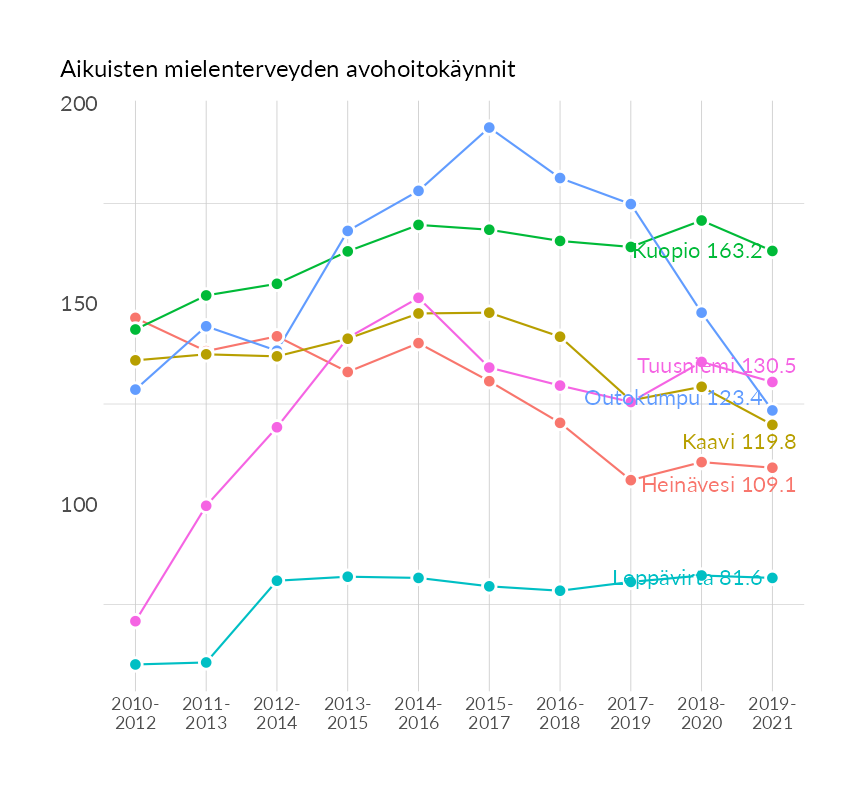 Aikuisten mielenterveyden avohoitokäynnit
200
150
100
Kuopio 163.2
Tuusniemi 130.5
Outokumpu 123.4
Kaavi 119.8
Heinävesi 109.1
Leppävirta 81.6
2010-2012
2011-2013
2012-2014
2013-2015
2014-2016
2015-2017
2016-2018
2017-2019
2018-2020
2019-2021